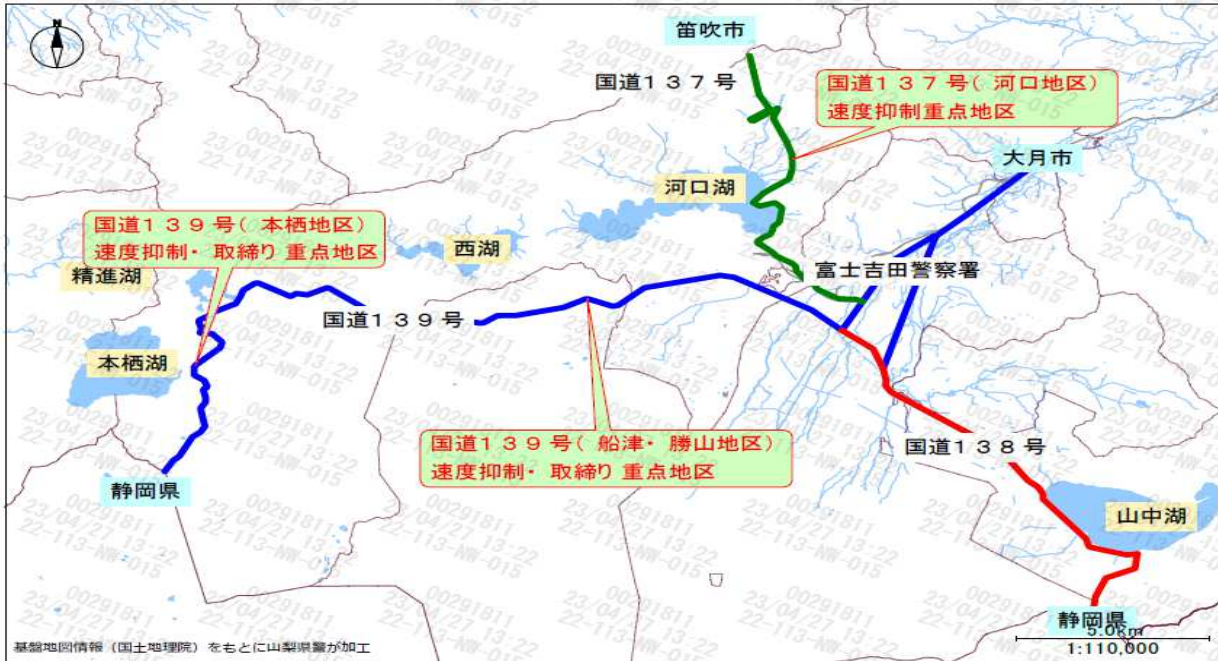 N
笛吹市
国道137号
国道137号(河口地区)
速度抑制重点地区
大月市
河口湖
国道139号(本栖地区)
速度抑制・取締り重点地区
西湖
精進湖
富士吉田警察署
国道139号
本栖湖
国道139号(船津・勝山地区)
速度抑制・取締り重点地区
国道138号
静岡県
山中湖
静岡県
5.0km
1:110,000
基盤地図情報(国土地理院)をもとに山梨県警が加工